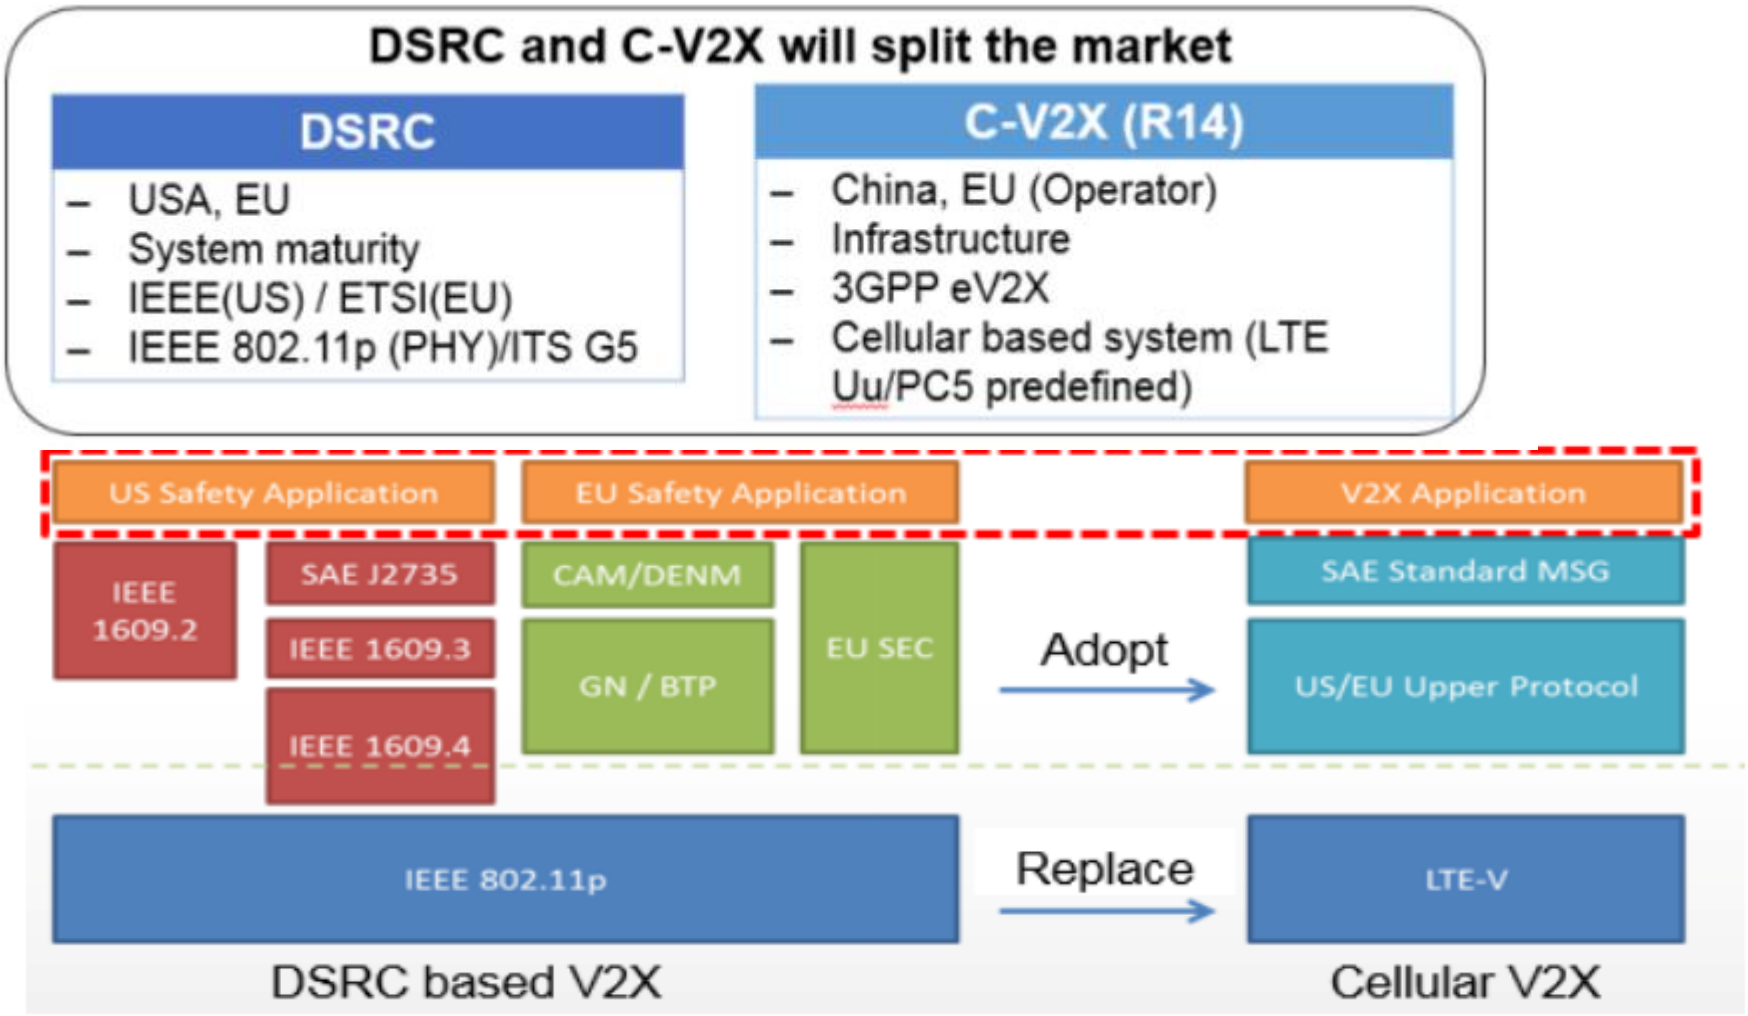 DSRC and C-V2X will split the market
DSRC
– USA, EU
– System maturity
– IEEE(US) / ETSI(EU)
– IEEE 802.11p (PHY)/ITS G5
C-V2X (R14)
– China, EU (Operator)
– Infrastructure
– 3GPP eV2X
– Cellular based system (LTE
Uu/PC5 predefined)
US Safety Application
EU Safety Application
V2X Application
IEEE
1609.2
SAE J2735
IEEE 1609.3
IEEE 1609.4
CAM/DENM
GN / BTP
EU SEC
Adopt
SAE Standard MSG
US/EU Upper Protocol
IEEE 802.11p
Replace
LTE-V
DSRC based V2X
Cellular V2X